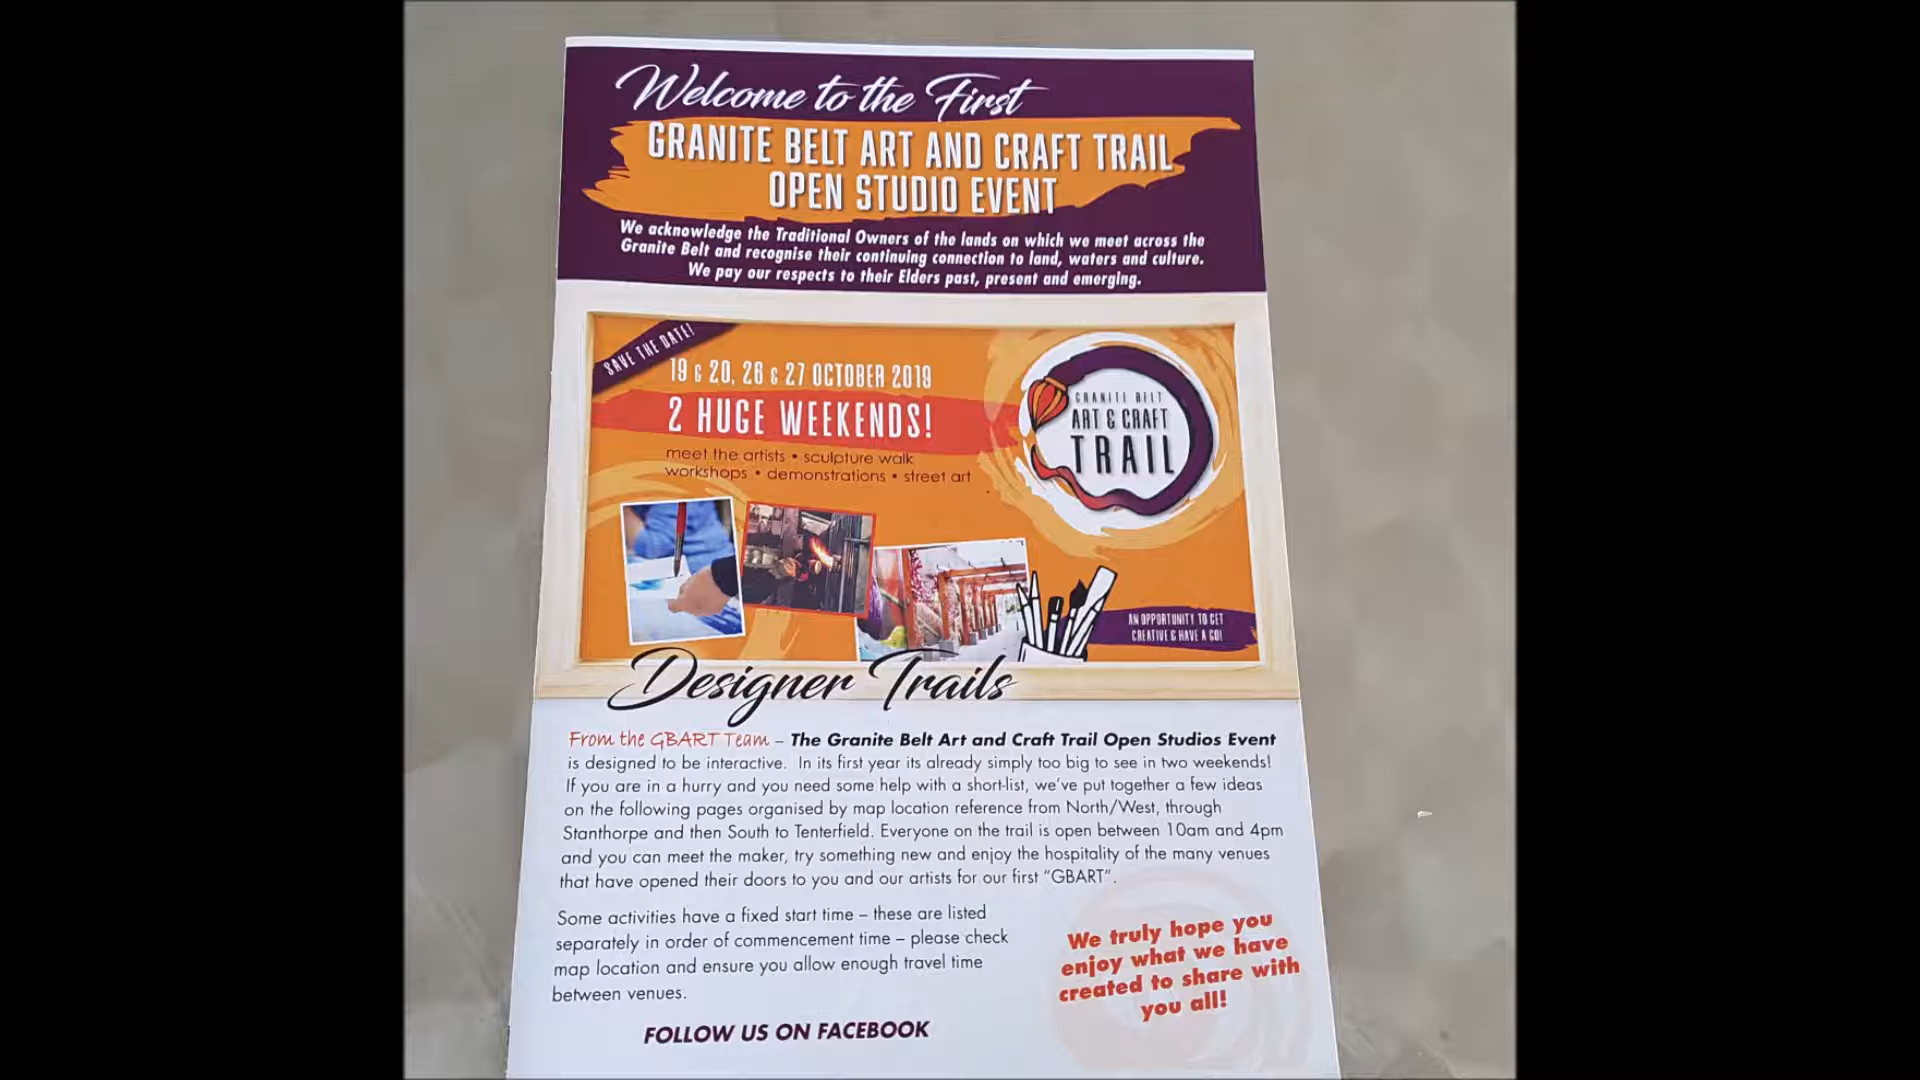 Welcome to the First
GRANITE BELT ART AND CRAFT TRAIL
OPEN STUDIO EVENT
We acknowledge the Traditional Owners of the lands on which we meet across the
Granite Belt and recognise their continuing connection to land, waters and culture.
We pay our respects to their Elders past, present and emerging.
SAVE THE DATE!
19 & 20, 26 & 27 OCTOBER 2019
2 HUGE WEEKENDS!
meet the artists • sculpture walk
workshops • demonstrations • street art
GRANITE BELT
ART & CRAFT
TRAIL
AN OPPORTUNITY TO GET
CREATIVE & HAVE A GO!
Designer Trails
From the GBART Team – The Granite Belt Art and Craft Trail Open Studios Event
is designed to be interactive. In its first year its already simply too big to see in two weekends!
If you are in a hurry and you need some help with a short-list, we've put together a few ideas
on the following pages organised by map location reference from North/West, through
Stanthorpe and then South to Tenterfield. Everyone on the trail is open between 10am and 4pm
and you can meet the maker, try something new and enjoy the hospitality of the many venues
that have opened their doors to you and our artists for our first "GBART".
Some activities have a fixed start time – these are listed
separately in order of commencement time – please check
map location and ensure you allow enough travel time
between venues.
We truly hope you
enjoy what we have
created to share with
you all!
FOLLOW US ON FACEBOOK